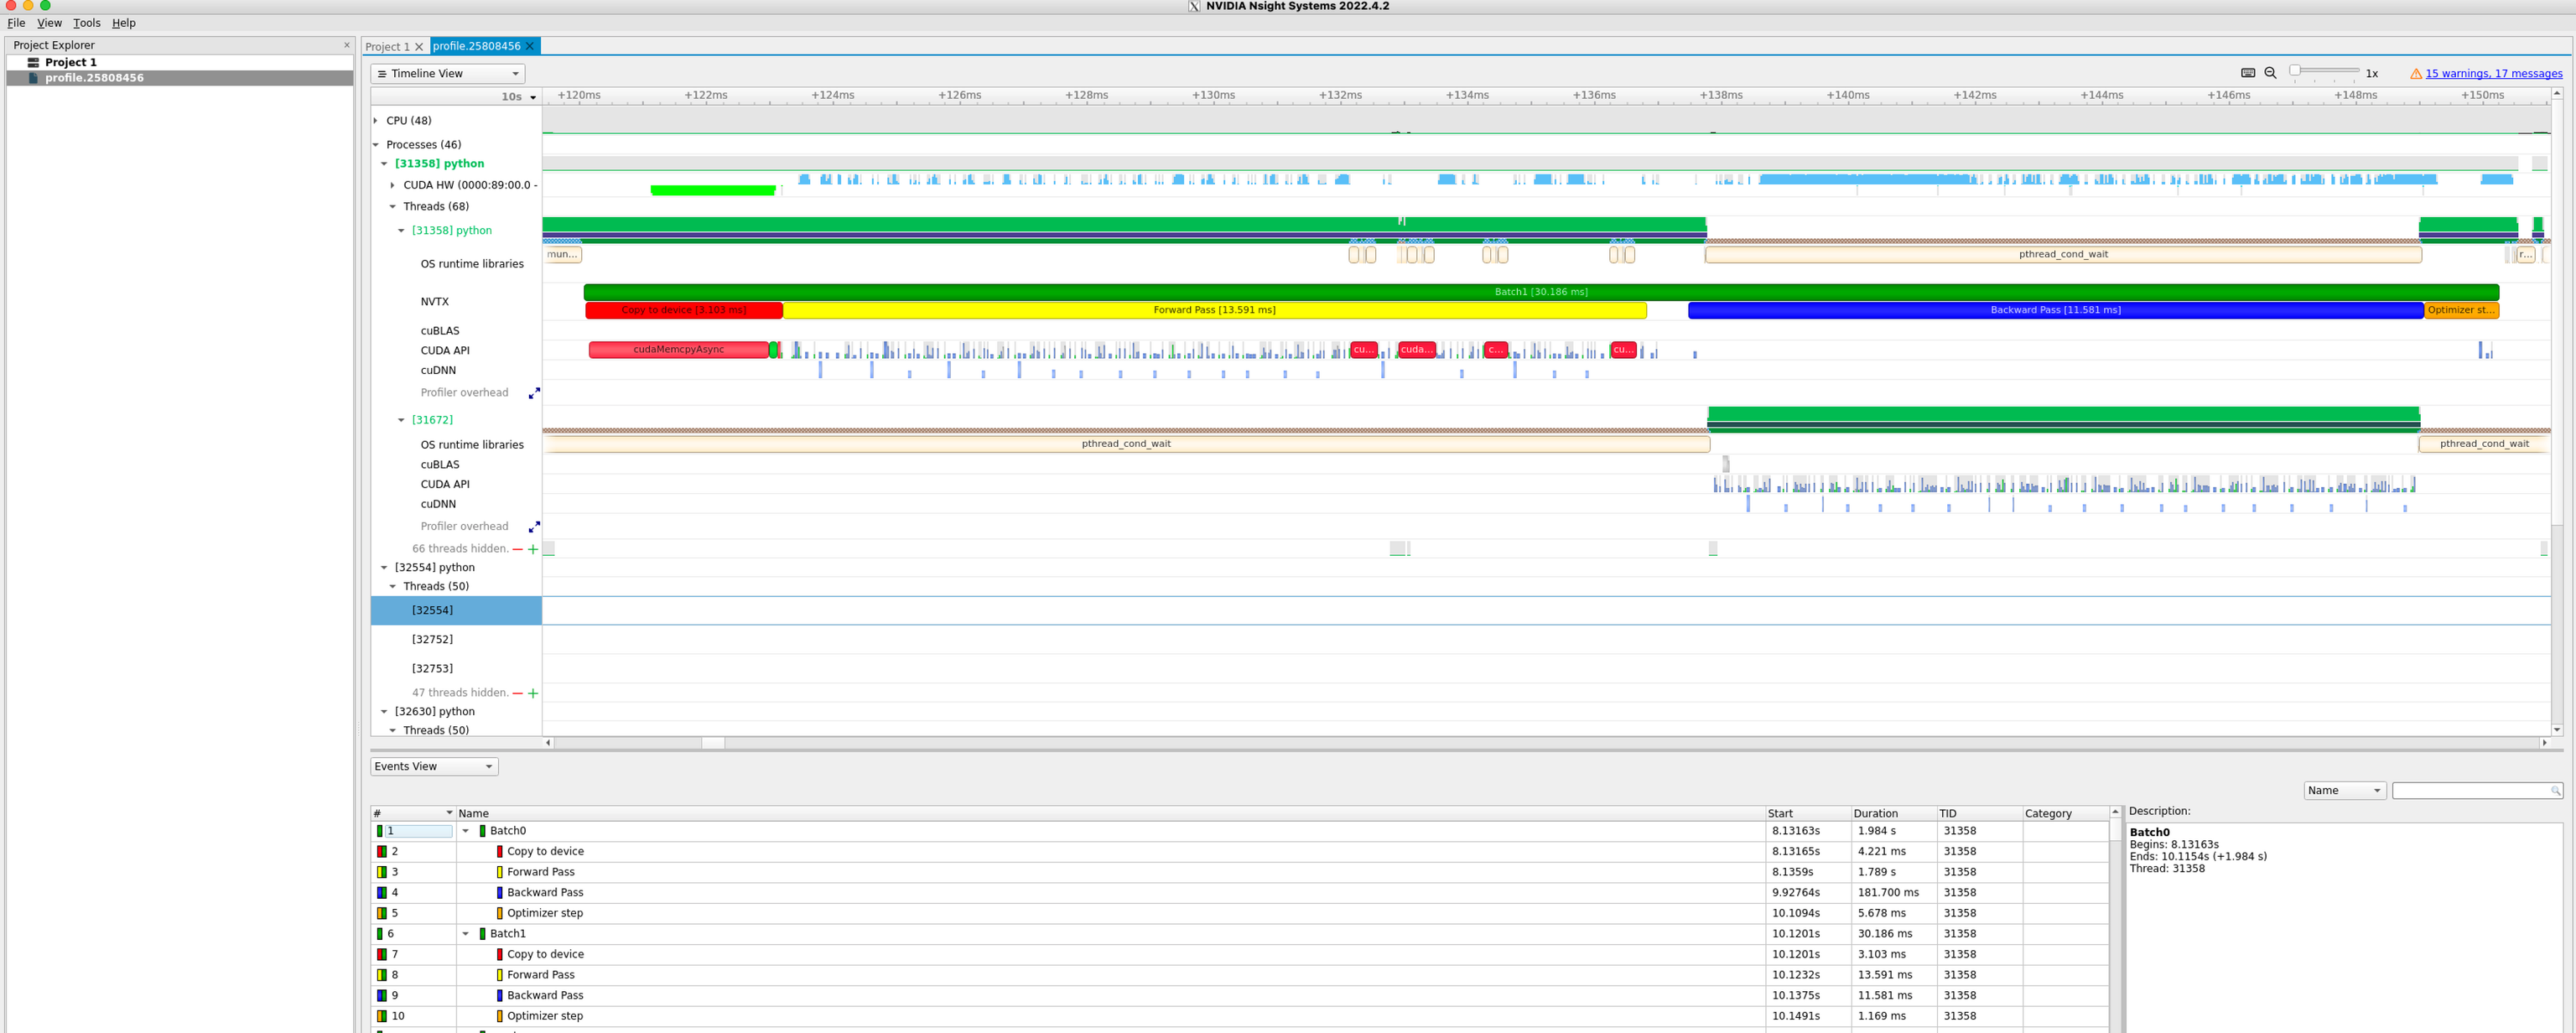 NVIDIA Nsight Systems 2022.4.2
File View Tools Help
Project Explorer
Project 1
profile.25808456
Project 1 profile.25808456
Timeline View
1x 15 warnings, 17 messages
10s +120ms +122ms +124ms +126ms +128ms +130ms +132ms +134ms +136ms +138ms +140ms +142ms +144ms +146ms +148ms +150ms
CPU (48)
Processes (46)
[31358] python
CUDA HW (0000:89:00.0 -
Threads (68)
[31358] python
OS runtime libraries mun... pthread_cond_wait r...
NVTX
Batch1 [30.186 ms]
Copy to device [3.103 ms] Forward Pass [13.591 ms] Backward Pass [11.581 ms] Optimizer st...
cuBLAS
CUDA API cudaMemcpyAsync cu... cuda... c... cu...
cuDNN
Profiler overhead
[31672]
OS runtime libraries pthread_cond_wait pthread_cond_wait
cuBLAS
CUDA API
cuDNN
Profiler overhead
66 threads hidden. — +
[32554] python
Threads (50)
[32554]
[32752]
[32753]
47 threads hidden. — +
[32630] python
Threads (50)
Events View
Name
# Name Start Duration TID Category
1 Batch0 8.13163s 1.984 s 31358
2 Copy to device 8.13165s 4.221 ms 31358
3 Forward Pass 8.1359s 1.789 s 31358
4 Backward Pass 9.92764s 181.700 ms 31358
5 Optimizer step 10.1094s 5.678 ms 31358
6 Batch1 10.1201s 30.186 ms 31358
7 Copy to device 10.1201s 3.103 ms 31358
8 Forward Pass 10.1232s 13.591 ms 31358
9 Backward Pass 10.1375s 11.581 ms 31358
10 Optimizer step 10.1491s 1.169 ms 31358
Description:
Batch0
Begins: 8.13163s
Ends: 10.1154s (+1.984 s)
Thread: 31358